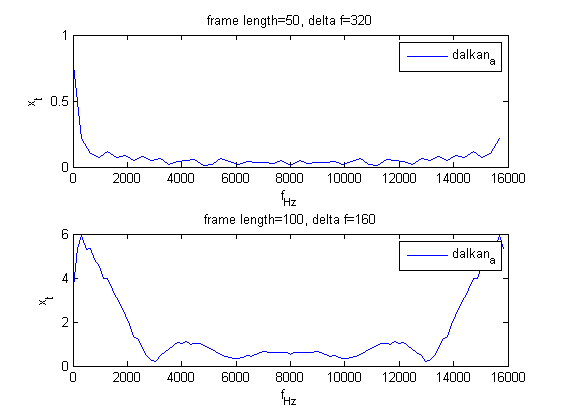 frame length=50, delta f=320
1
0.5
0
x_t
dalkan_a
0 2000 4000 6000 8000 10000 12000 14000 16000
f_Hz
frame length=100, delta f=160
6
4
2
0
x_t
dalkan_a
0 2000 4000 6000 8000 10000 12000 14000 16000
f_Hz